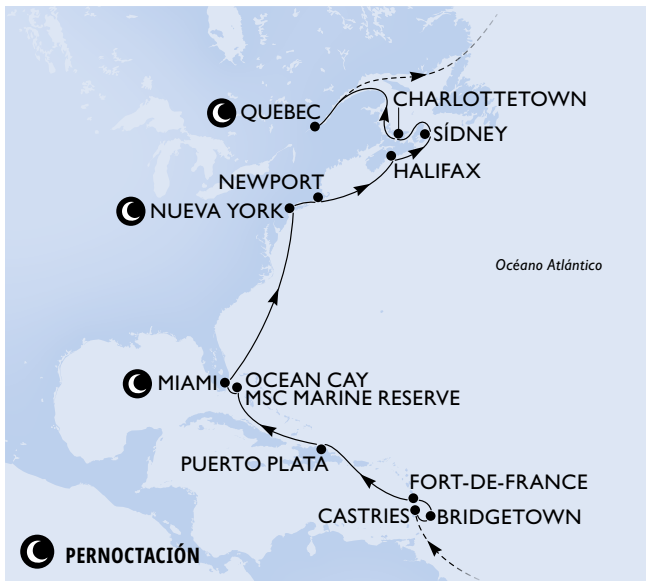 CHARLOTTETOWN
QUEBEC
SÍDNEY
HALIFAX
NEWPORT
NUEVA YORK
Océano Atlántico
MIAMI
OCEAN CAY
MSC MARINE RESERVE
PUERTO PLATA
FORT-DE-FRANCE
CASTRIES
BRIDGETOWN
PERNOCTACIÓN